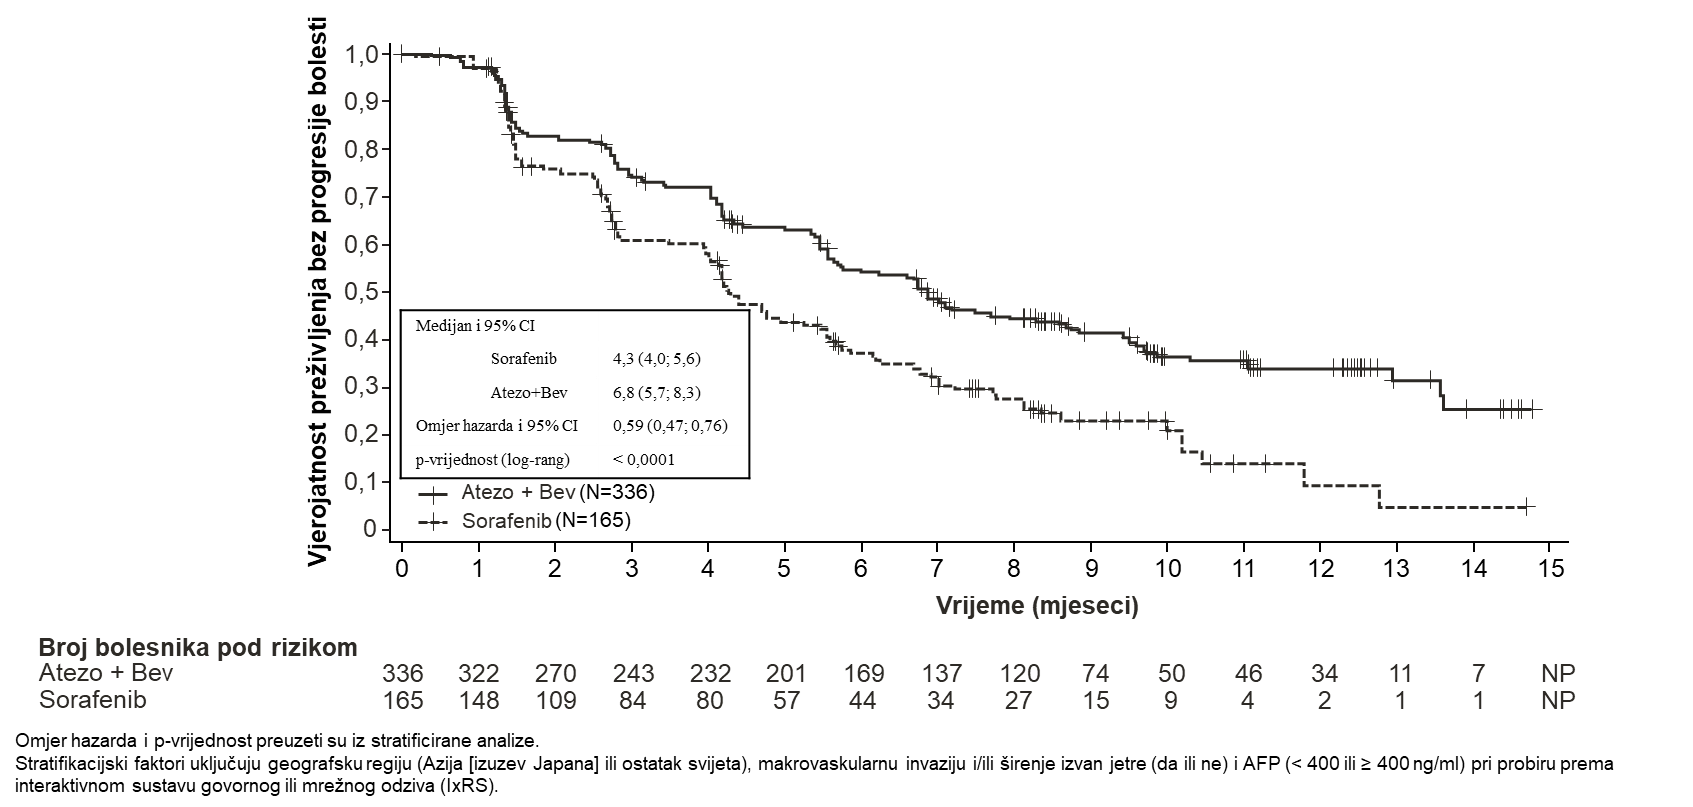 Vjerojatnost preživljenja bez progresije bolesti
1,0
0,9
0,8
0,7
0,6
0,5
0,4
0,3
0,2
0,1
0
Medijan i 95% CI
Sorafenib 4,3 (4,0; 5,6)
Atezo+Bev 6,8 (5,7; 8,3)
Omjer hazarda i 95% CI 0,59 (0,47; 0,76)
p-vrijednost (log-rang) < 0,0001
Atezo + Bev (N=336)
Sorafenib (N=165)
0 1 2 3 4 5 6 7 8 9 10 11 12 13 14 15
Vrijeme (mjeseci)
Broj bolesnika pod rizikom
Atezo + Bev 336 322 270 243 232 201 169 137 120 74 50 46 34 11 7 NP
Sorafenib 165 148 109 84 80 57 44 34 27 15 9 4 2 1 1 NP
Omjer hazarda i p-vrijednost preuzeti su iz stratificirane analize.
Stratifikacijski faktori uključuju geografsku regiju (Azija [izuzev Japana] ili ostatak svijeta), makrovaskularnu invaziju i/ili širenje izvan jetre (da ili ne) i AFP (< 400 ili ≥ 400 ng/ml) pri probiru prema
interaktivnom sustavu govornog ili mrežnog odziva (IxRS).